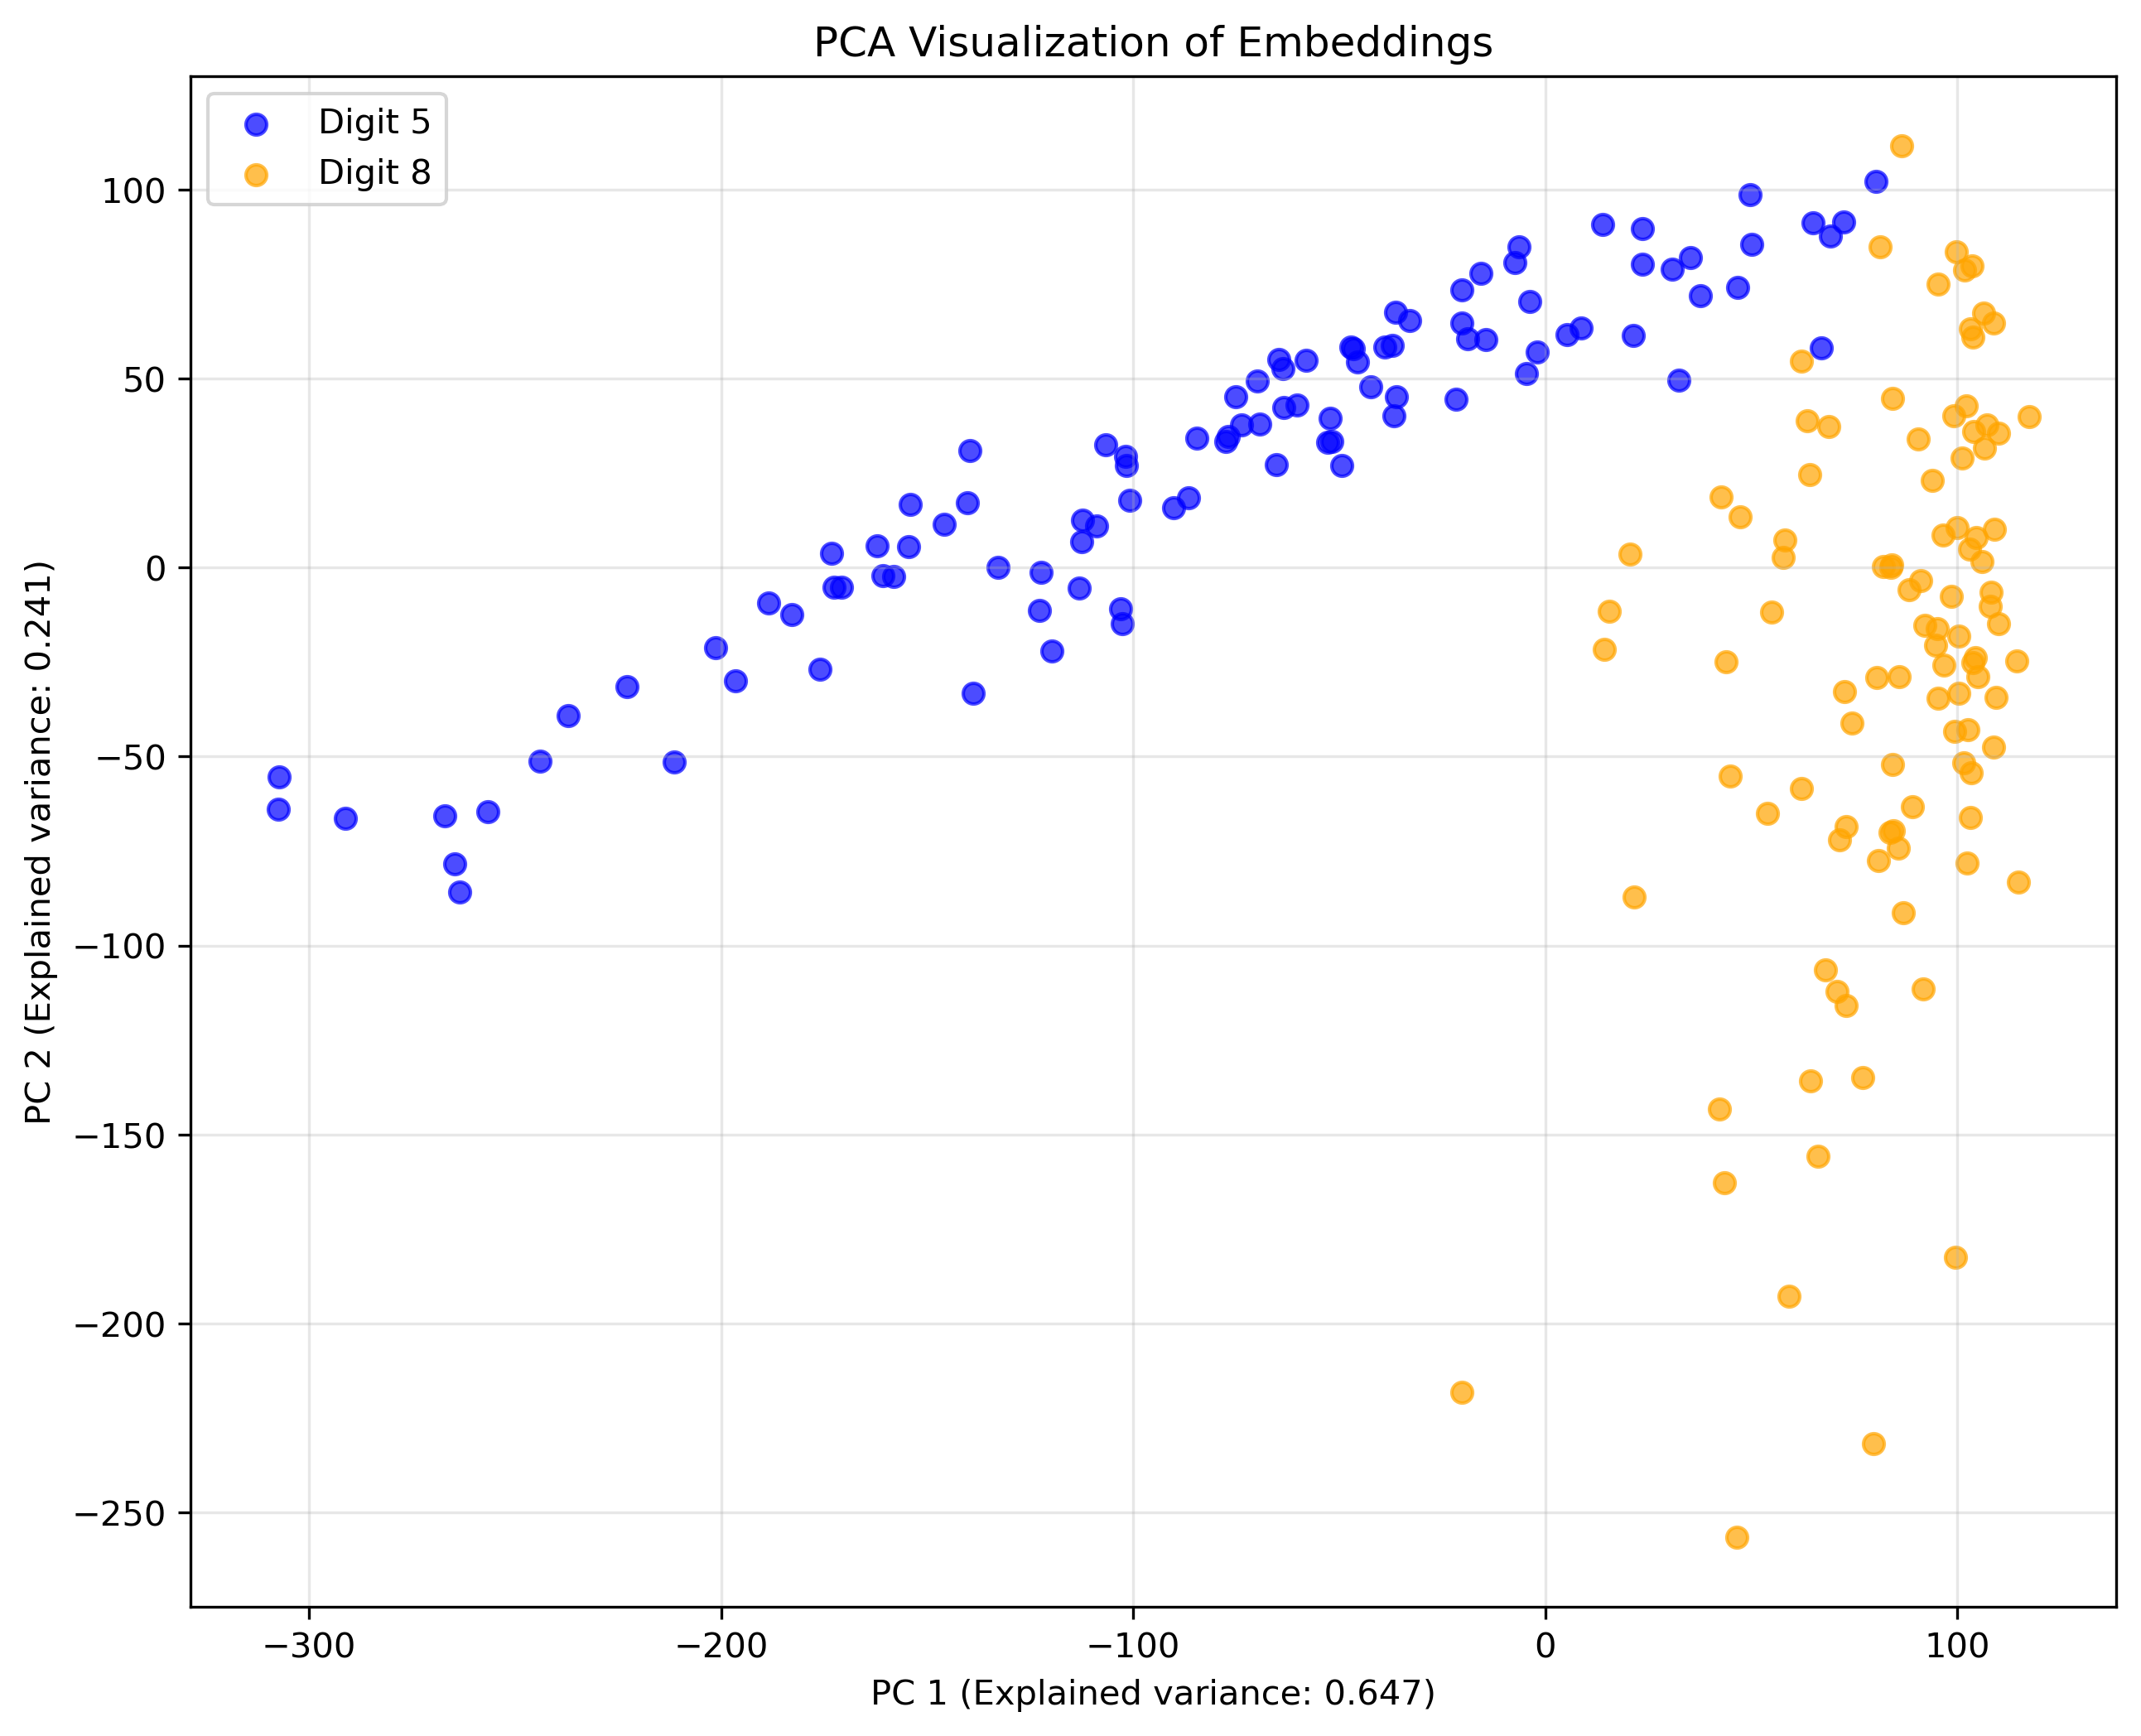 PCA Visualization of Embeddings
Digit 5
Digit 8
100
50
0
−50
−100
−150
−200
−250
PC 2 (Explained variance: 0.241)
−300
−200
−100
0
100
PC 1 (Explained variance: 0.647)